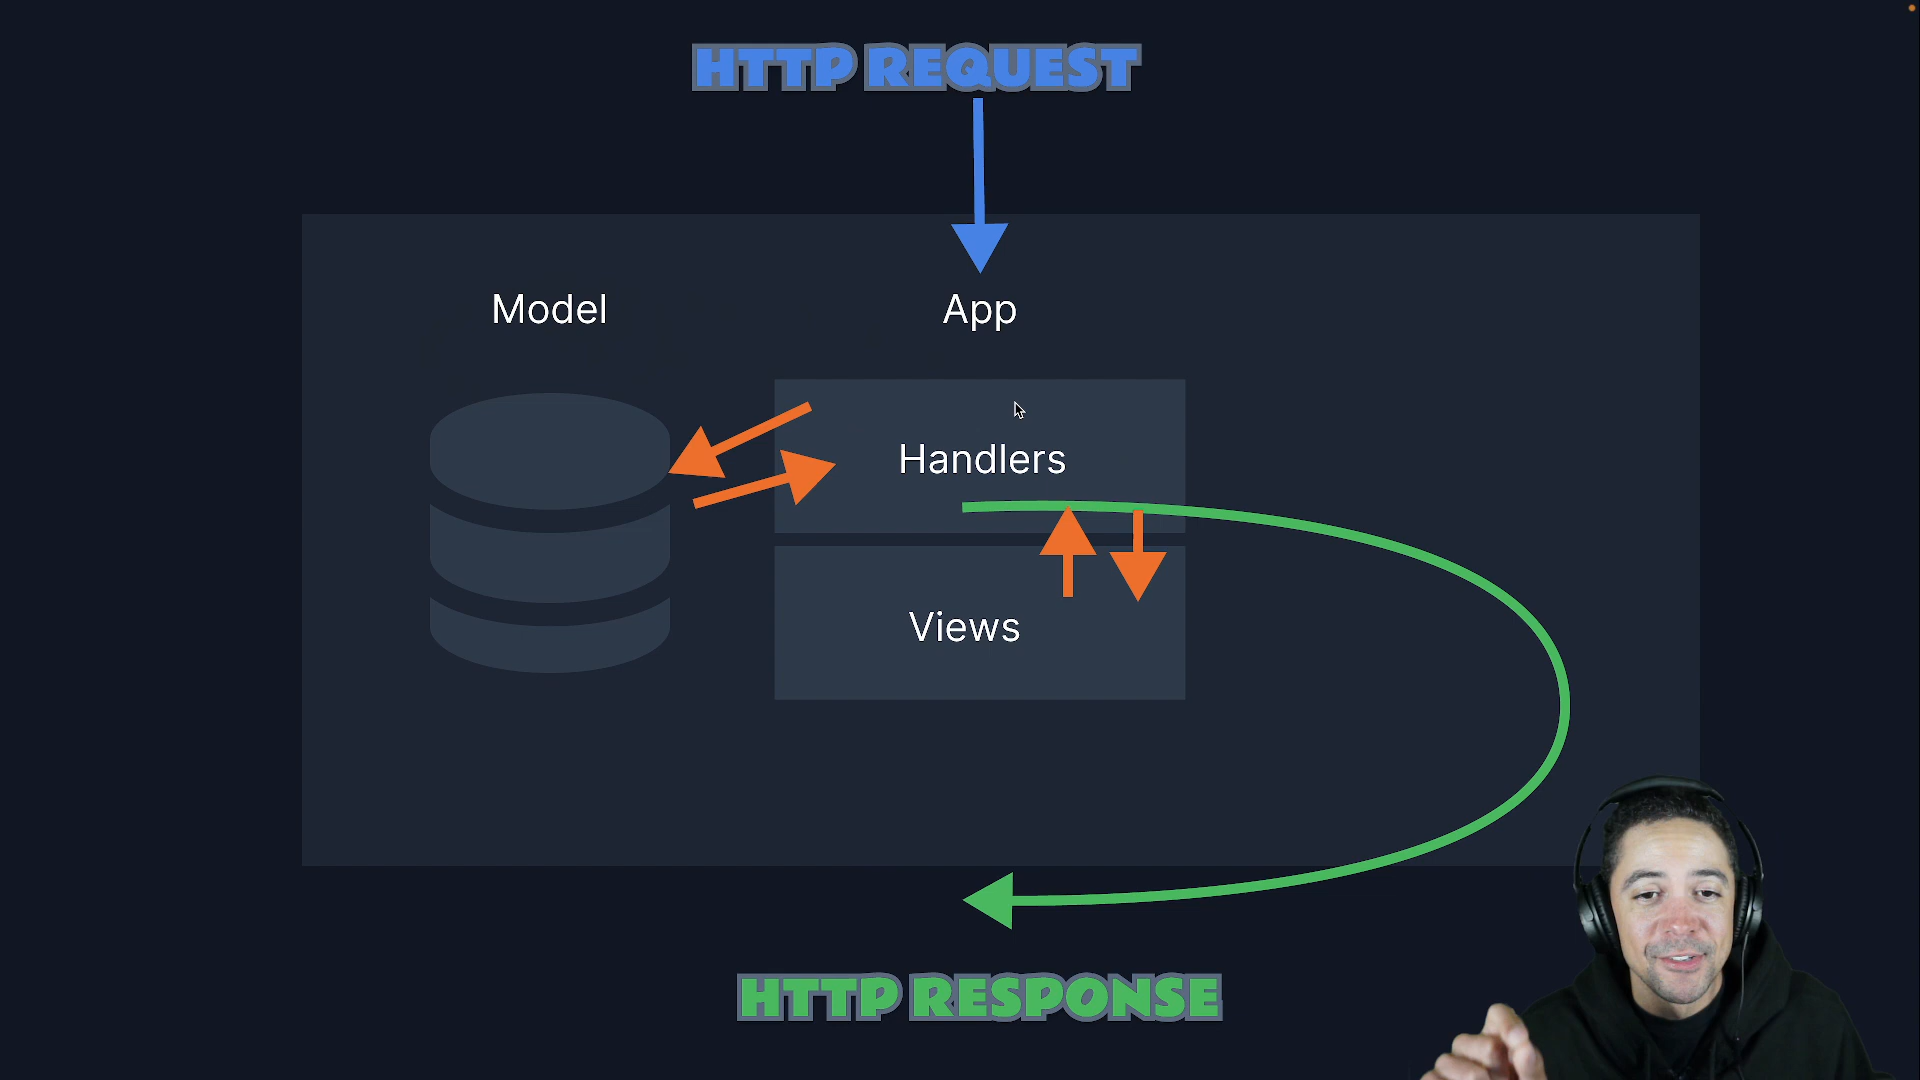 HTTP REQUEST
Model
App
Handlers
Views
HTTP RESPONSE